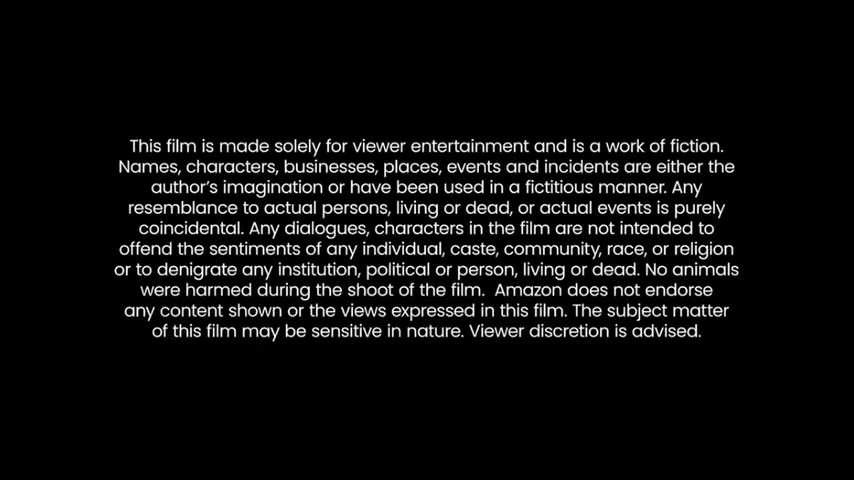 This film is made solely for viewer entertainment and is a work of fiction.
Names, characters, businesses, places, events and incidents are either the
author's imagination or have been used in a fictitious manner. Any
resemblance to actual persons, living or dead, or actual events is purely
coincidental. Any dialogues, characters in the film are not intended to
offend the sentiments of any individual, caste, community, race, or religion
or to denigrate any institution, political or person, living or dead. No animals
were harmed during the shoot of the film.  Amazon does not endorse
any content shown or the views expressed in this film. The subject matter
of this film may be sensitive in nature. Viewer discretion is advised.